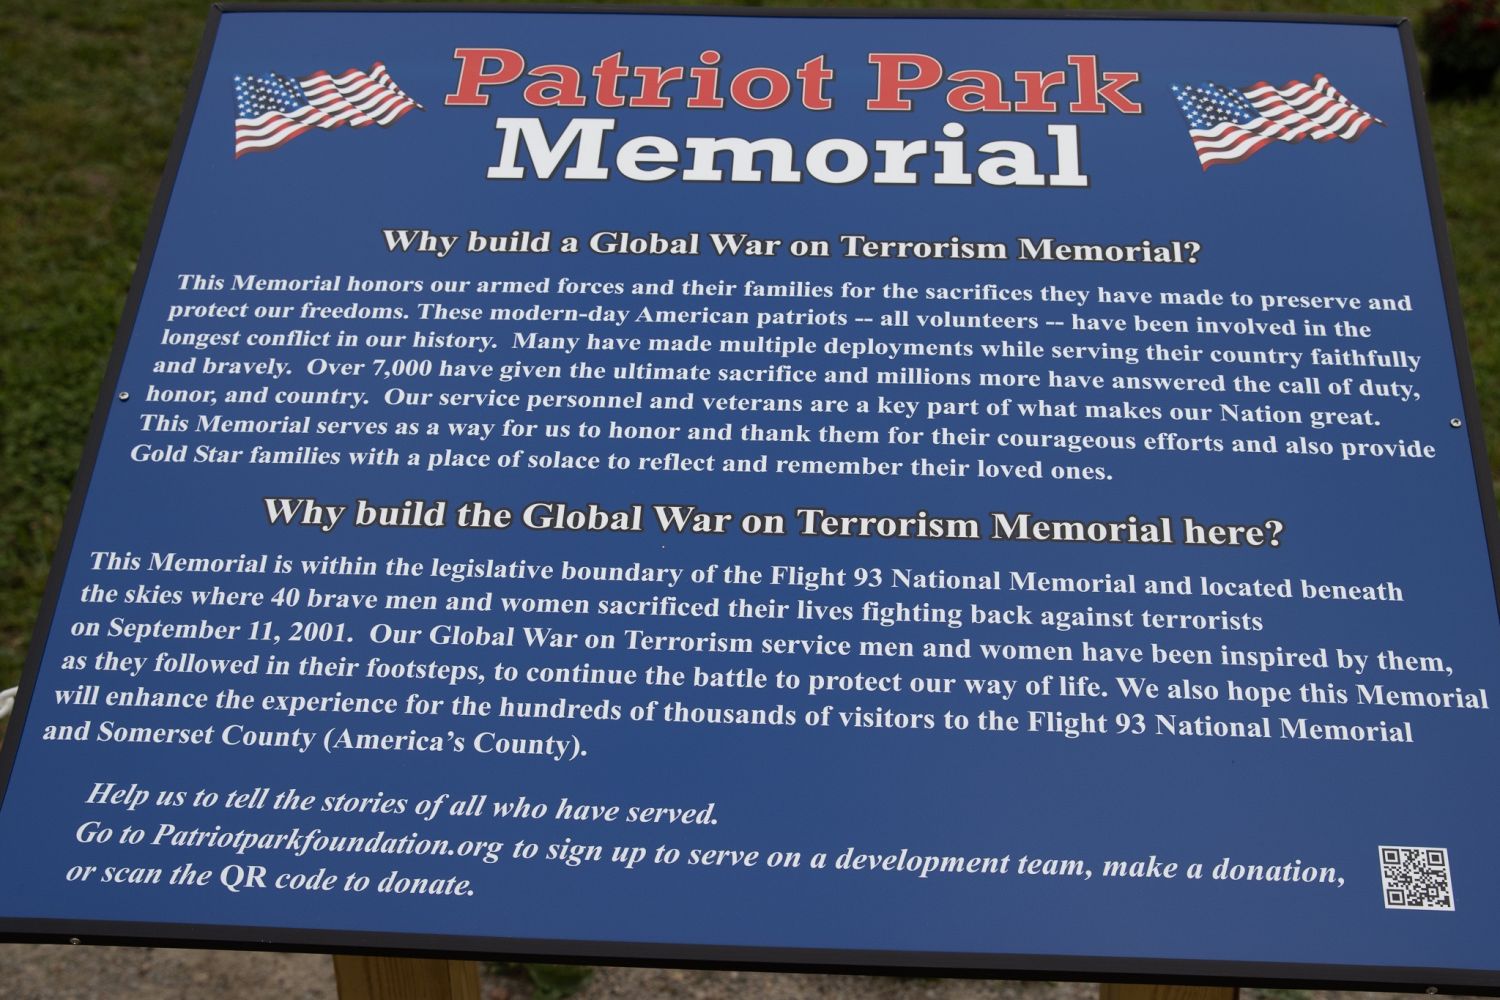 Patriot Park
Memorial
Why build a Global War on Terrorism Memorial?
This Memorial honors our armed forces and their families for the sacrifices they have made to preserve and
protect our freedoms. These modern-day American patriots -- all volunteers -- have been involved in the
longest conflict in our history. Many have made multiple deployments while serving their country faithfully
and bravely. Over 7,000 have given the ultimate sacrifice and millions more have answered the call of duty,
honor, and country. Our service personnel and veterans are a key part of what makes our Nation great.
This Memorial serves as a way for us to honor and thank them for their courageous efforts and also provide
Gold Star families with a place of solace to reflect and remember their loved ones.
Why build the Global War on Terrorism Memorial here?
This Memorial is within the legislative boundary of the Flight 93 National Memorial and located beneath
the skies where 40 brave men and women sacrificed their lives fighting back against terrorists
on September 11, 2001. Our Global War on Terrorism service men and women have been inspired by them,
as they followed in their footsteps, to continue the battle to protect our way of life. We also hope this Memorial
will enhance the experience for the hundreds of thousands of visitors to the Flight 93 National Memorial
and Somerset County (America's County).
Help us to tell the stories of all who have served.
Go to Patriotparkfoundation.org to sign up to serve on a development team, make a donation,
or scan the QR code to donate.